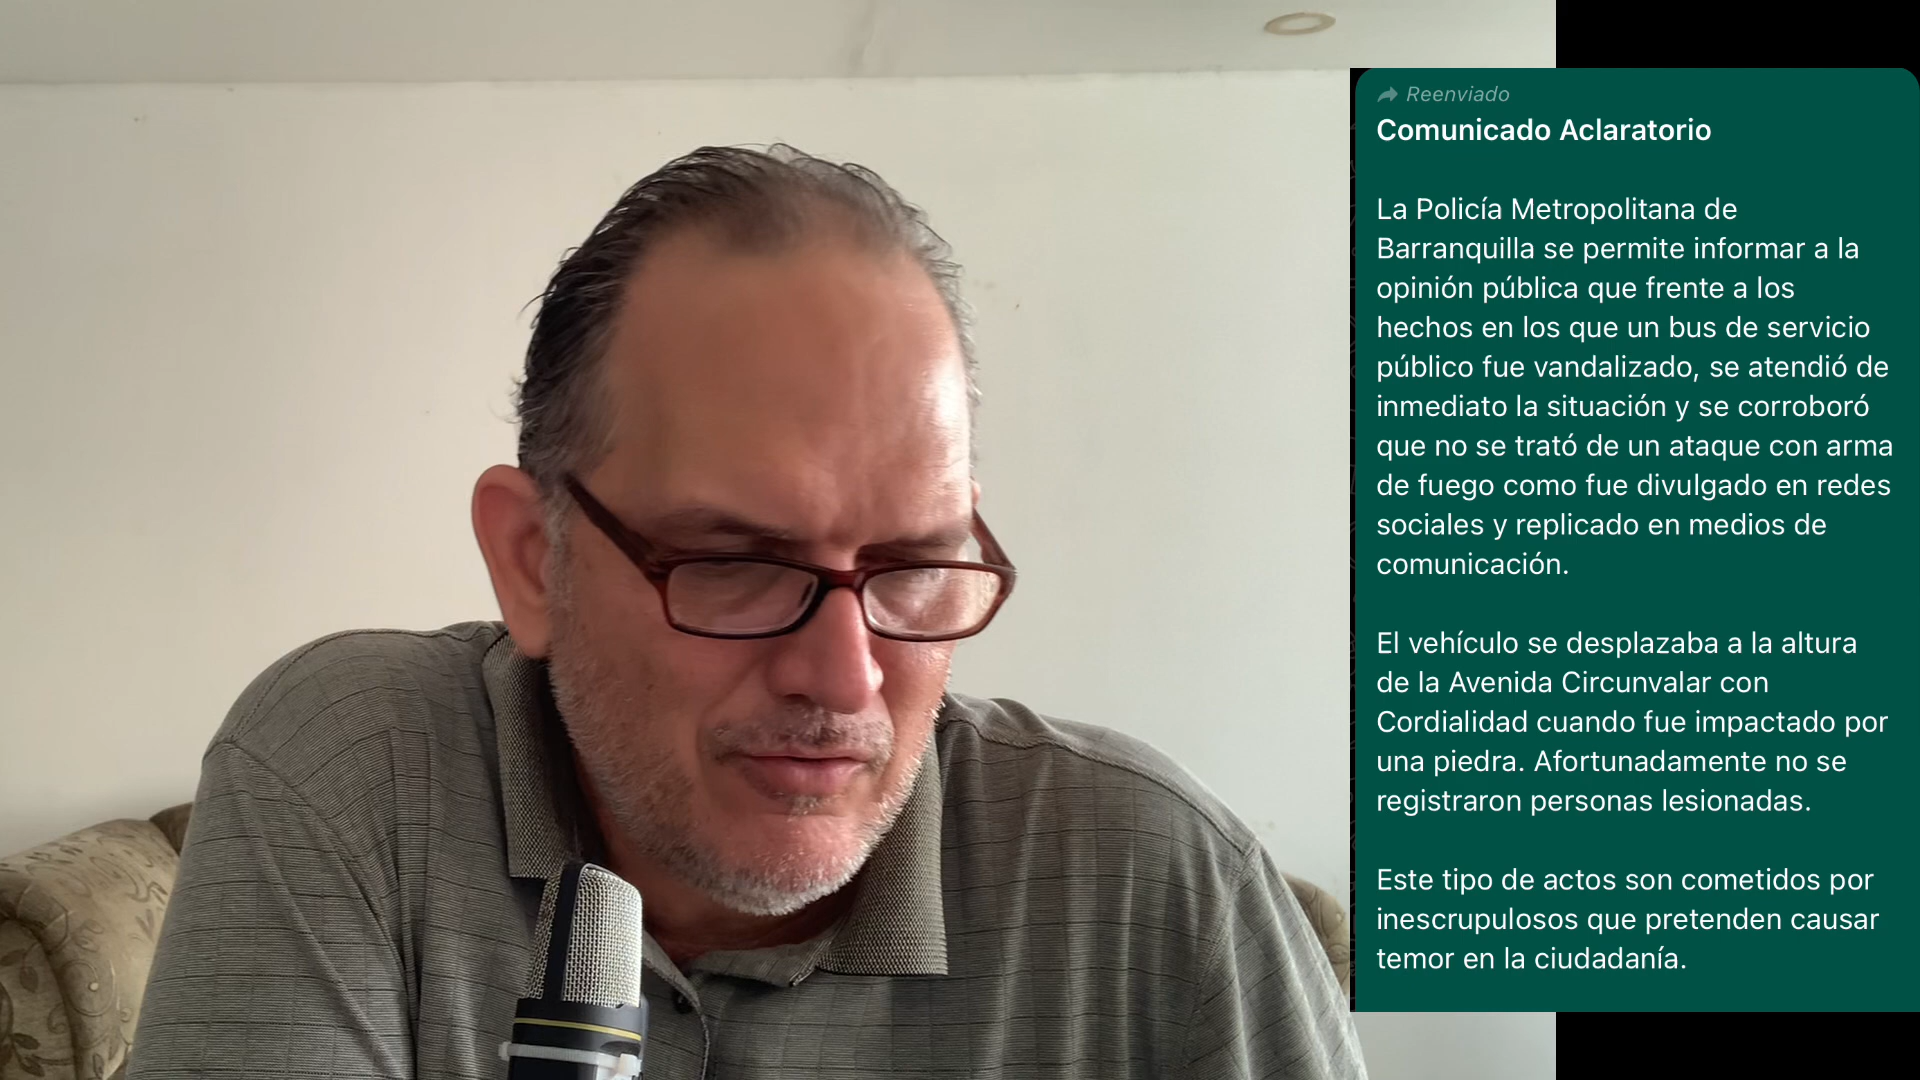 Reenviado
Comunicado Aclaratorio
La Policía Metropolitana de
Barranquilla se permite informar a la
opinión pública que frente a los
hechos en los que un bus de servicio
público fue vandalizado, se atendió de
inmediato la situación y se corroboró
que no se trató de un ataque con arma
de fuego como fue divulgado en redes
sociales y replicado en medios de
comunicación.
El vehículo se desplazaba a la altura
de la Avenida Circunvalar con
Cordialidad cuando fue impactado por
una piedra. Afortunadamente no se
registraron personas lesionadas.
Este tipo de actos son cometidos por
inescrupulosos que pretenden causar
temor en la ciudadanía.